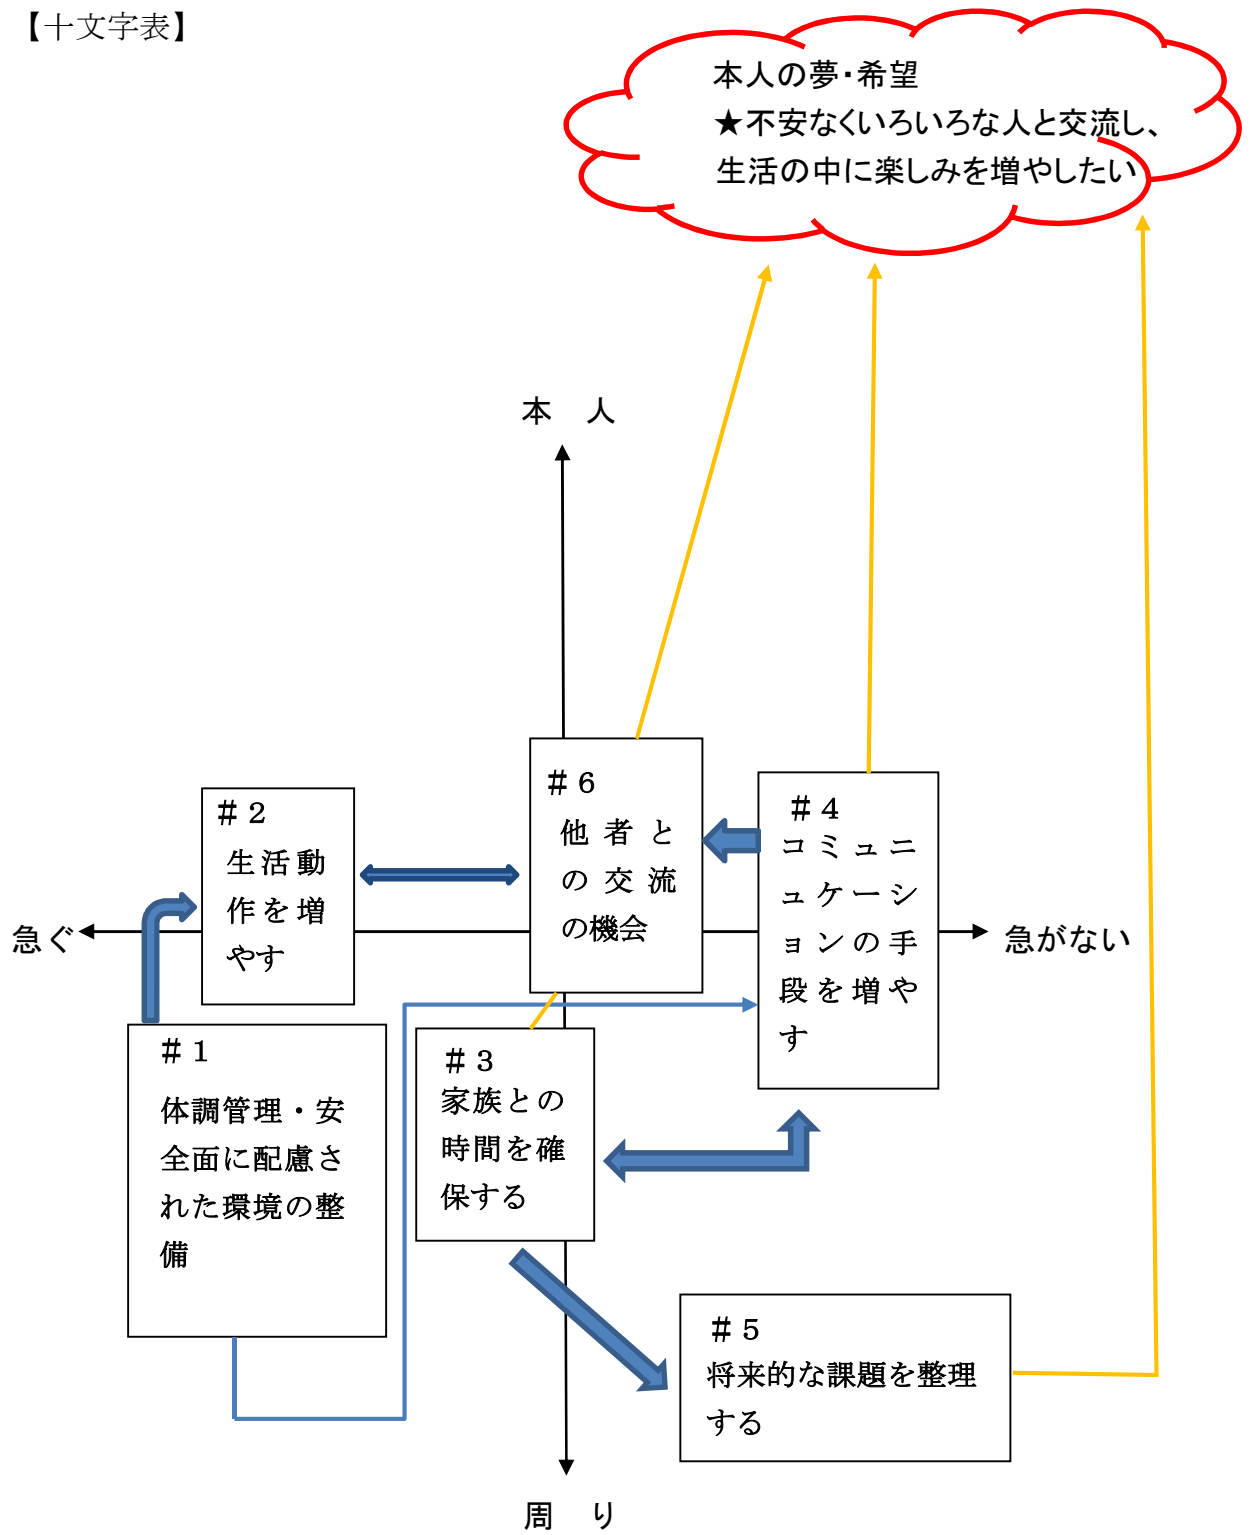 【十文字表】
本人の夢・希望
★不安なくいろいろな人と交流し、
生活の中に楽しみを増やしたい
本　人
＃６
他者と
の交流
の機会
＃４
コミュニ
ュケーシ
ョンの手
段を増や
す
＃２
生活動
作を増
やす
急ぐ
急がない
＃１
体調管理・安
全面に配慮さ
れた環境の整
備
＃３
家族との
時間を確
保する
＃５
将来的な課題を整理
する
周　り